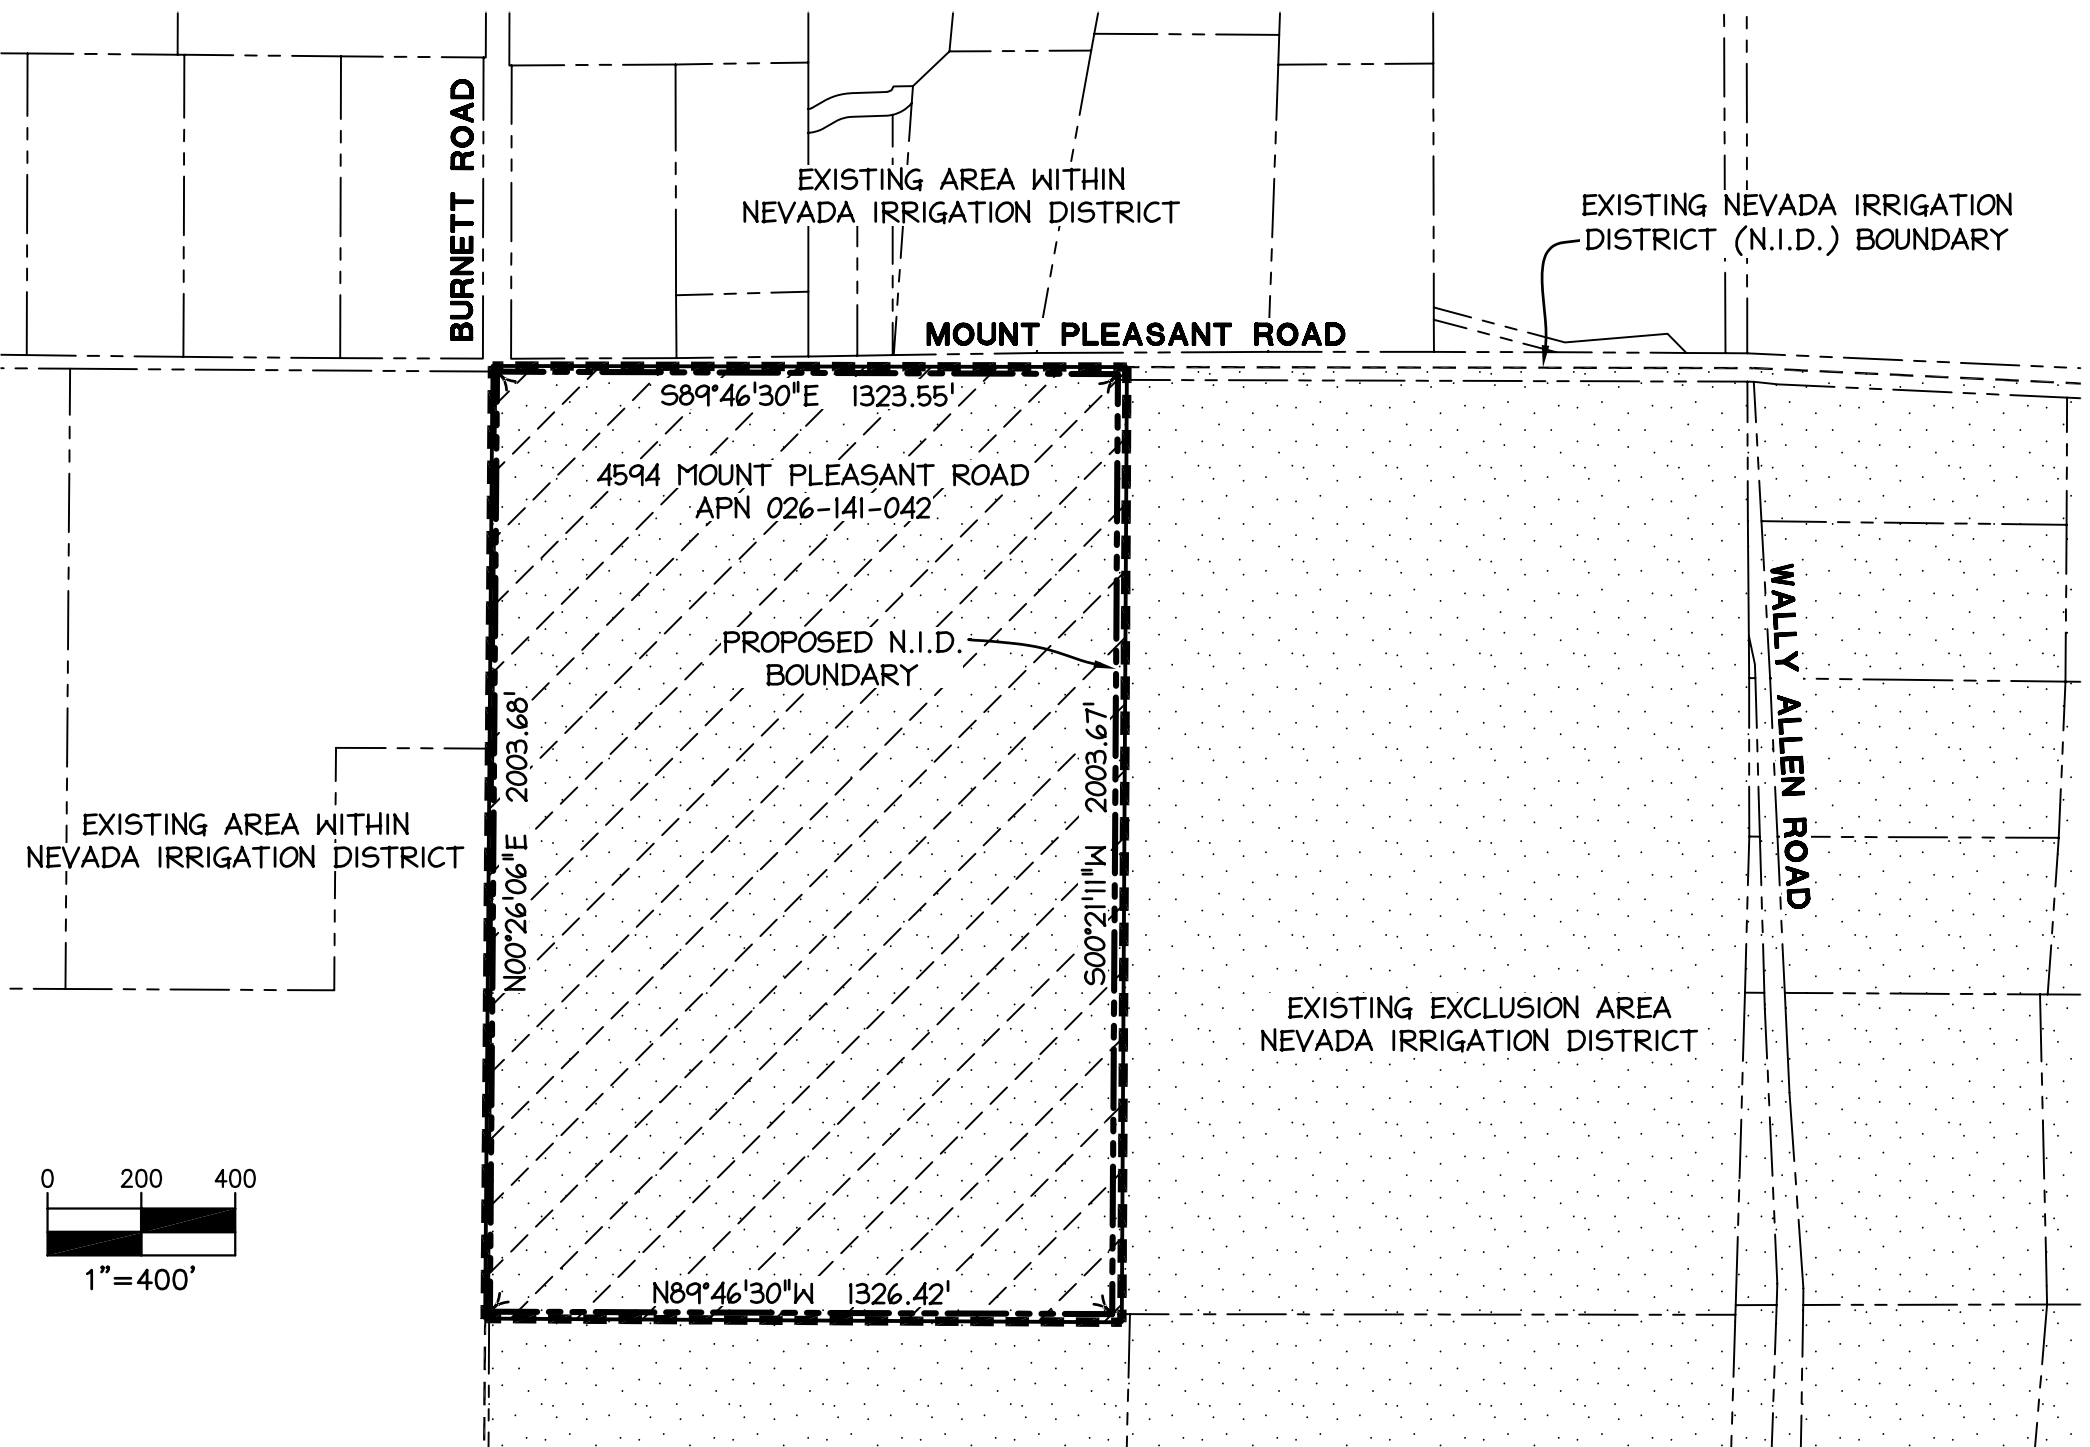 BURNETT ROAD
EXISTING AREA WITHIN
NEVADA IRRIGATION DISTRICT
EXISTING NEVADA IRRIGATION
DISTRICT (N.I.D.) BOUNDARY
MOUNT PLEASANT ROAD
S89°46'30"E 1323.55'
4594 MOUNT PLEASANT ROAD
APN 026-141-042
PROPOSED N.I.D.
BOUNDARY
N00°26'06"E 2003.68'
S00°21'11"W 2003.67'
WALLY ALLEN ROAD
EXISTING AREA WITHIN
NEVADA IRRIGATION DISTRICT
EXISTING EXCLUSION AREA
NEVADA IRRIGATION DISTRICT
0 200 400
1"=400'
N89°46'30"W 1326.42'